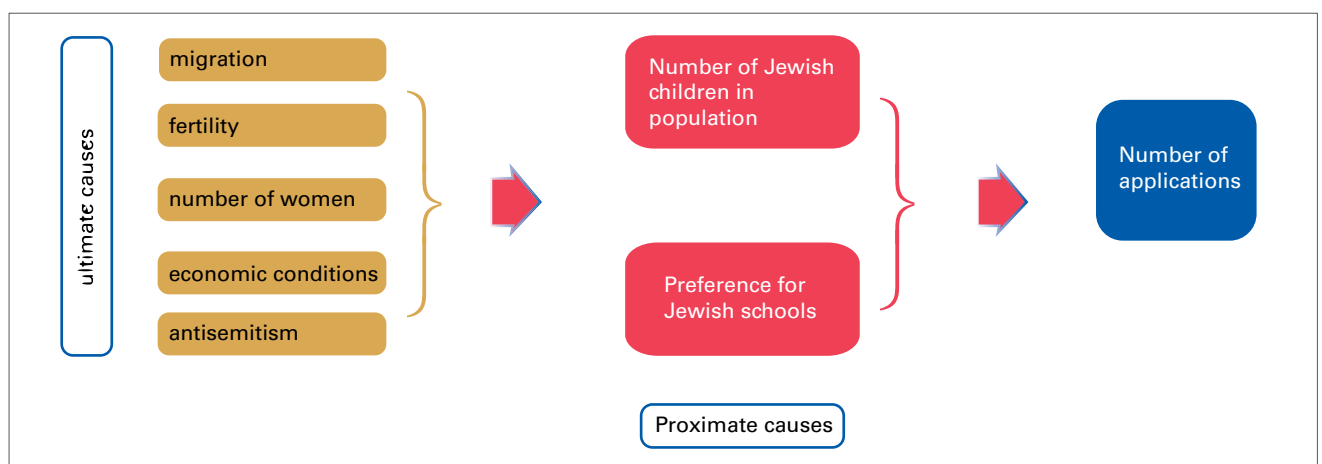 ultimate causes
migration
fertility
number of women
economic conditions
antisemitism
Number of Jewish
children in
population
Preference for
Jewish schools
Proximate causes
Number of
applications